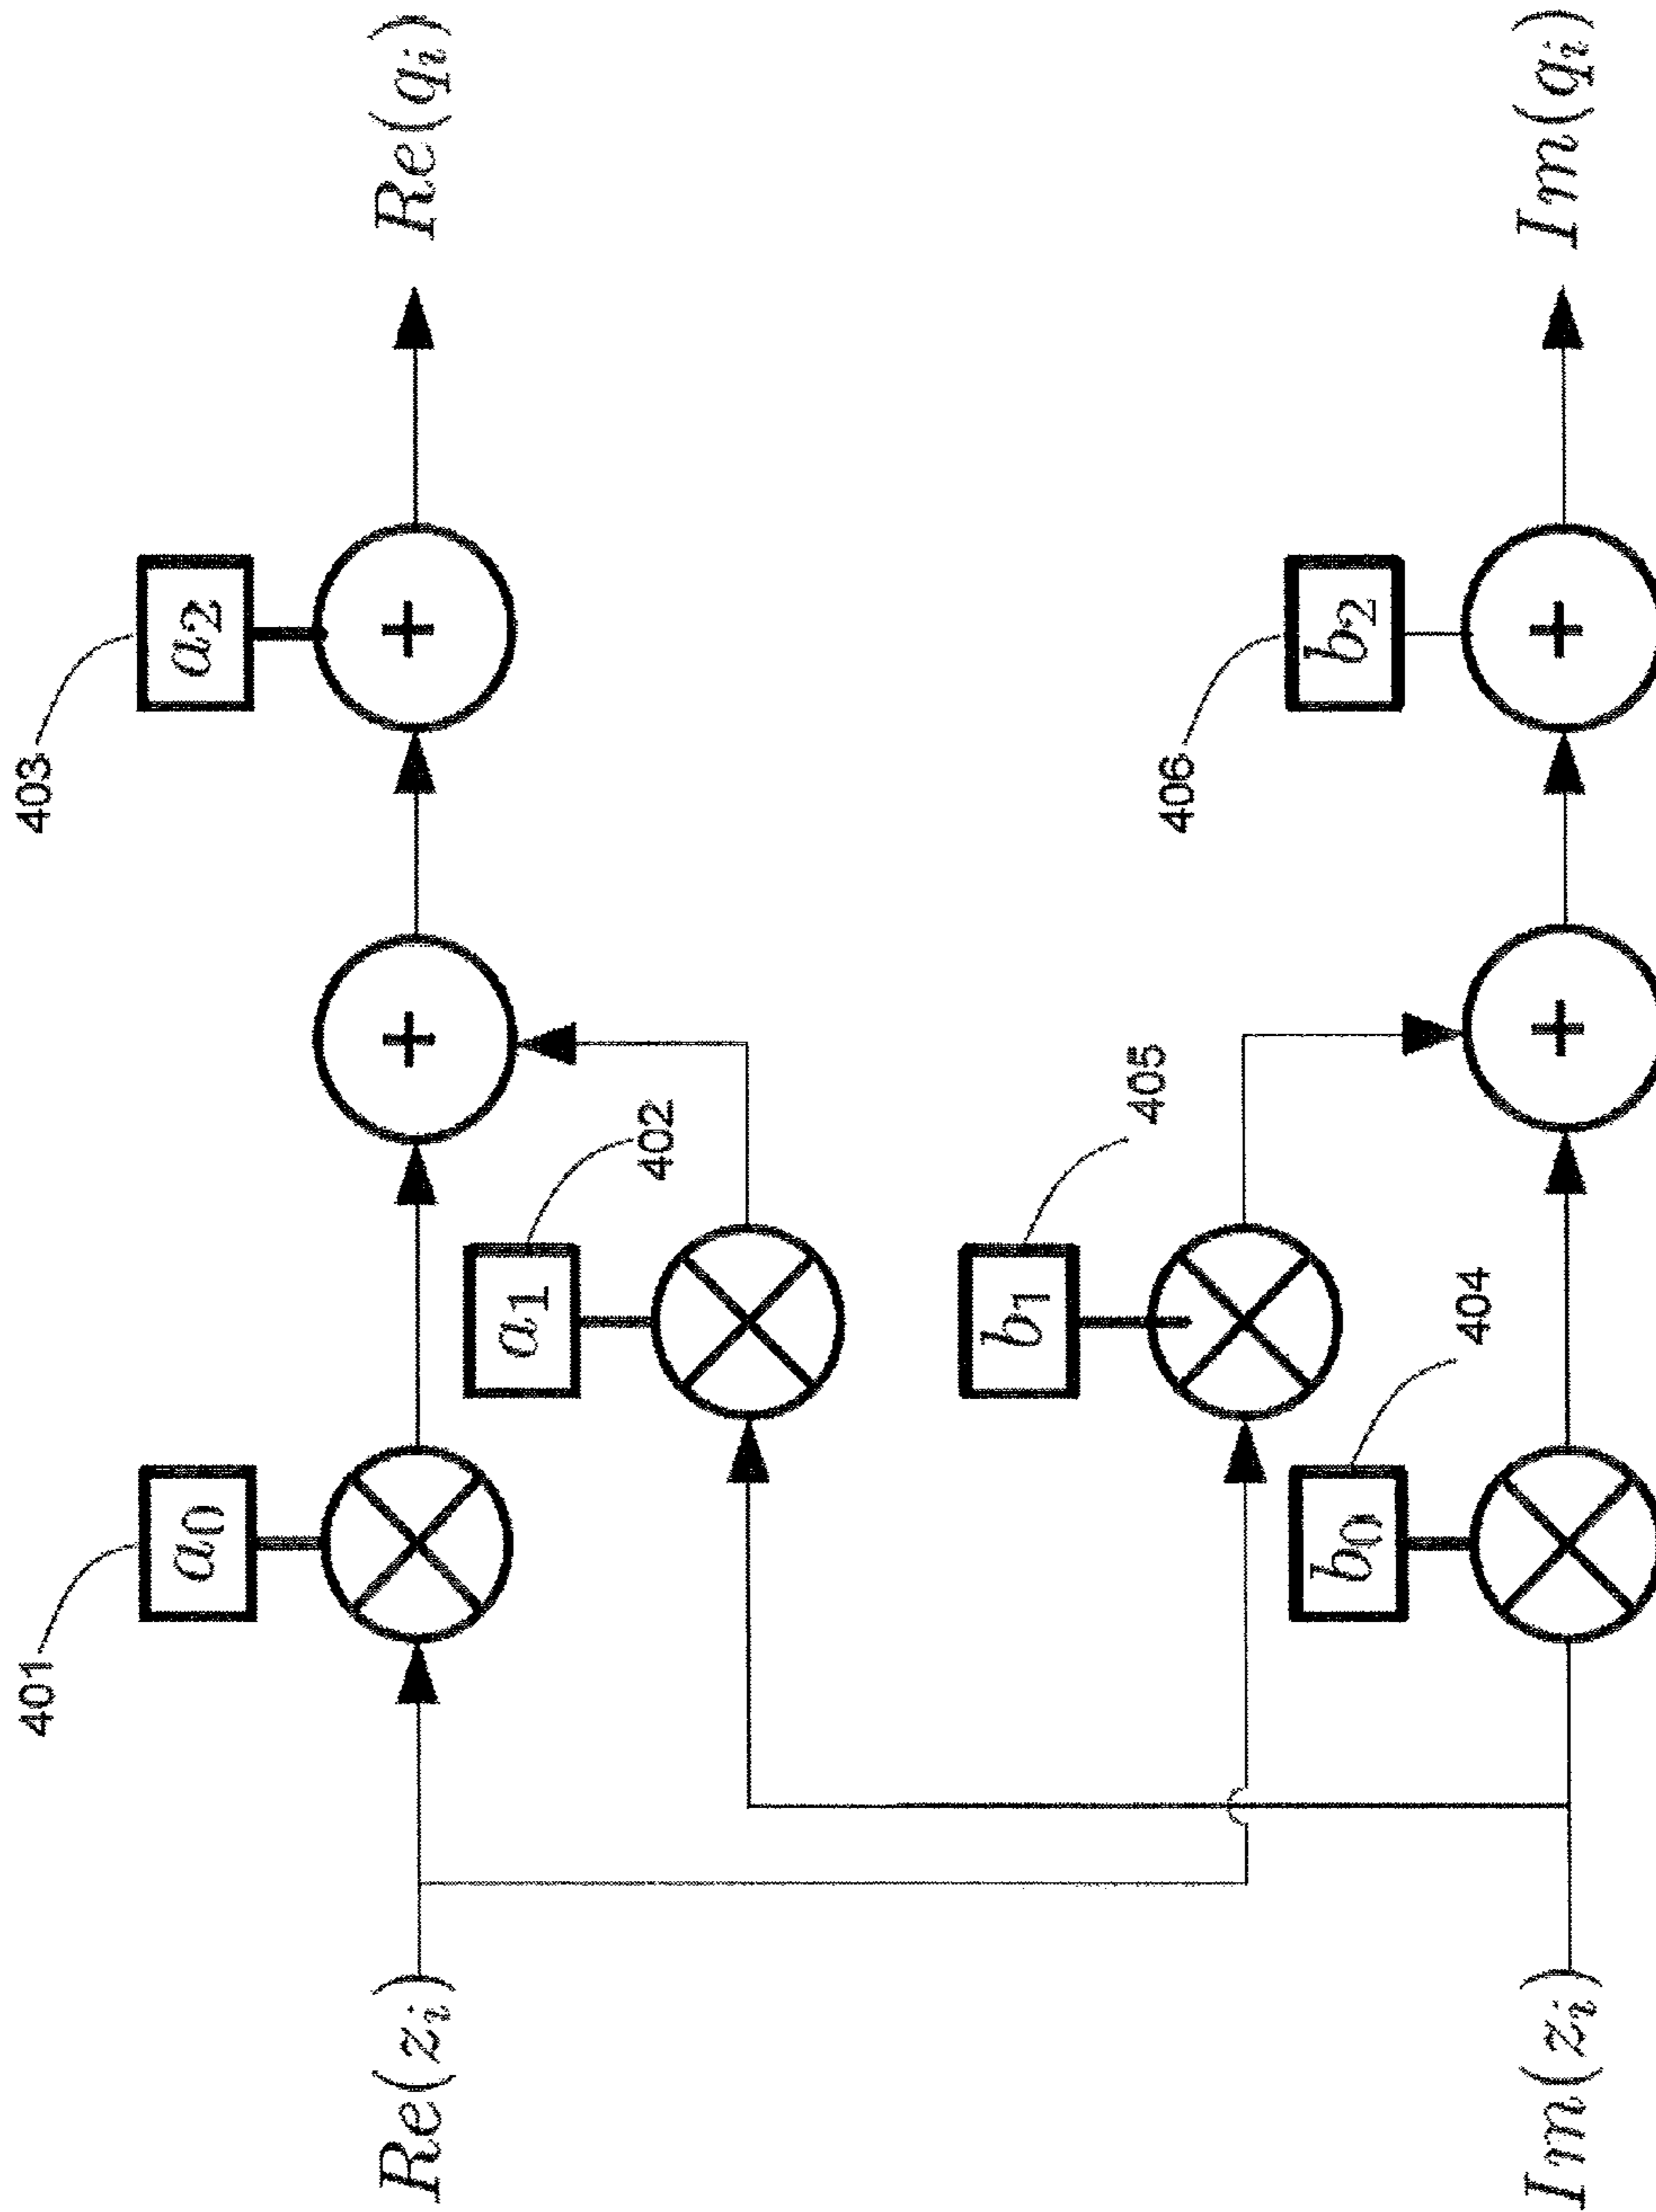 401
403
a₀
a₂
Re(zᵢ)
Re(qᵢ)
402
a₁
405
b₁
404
406
b₀
b₂
Im(zᵢ)
Im(qᵢ)